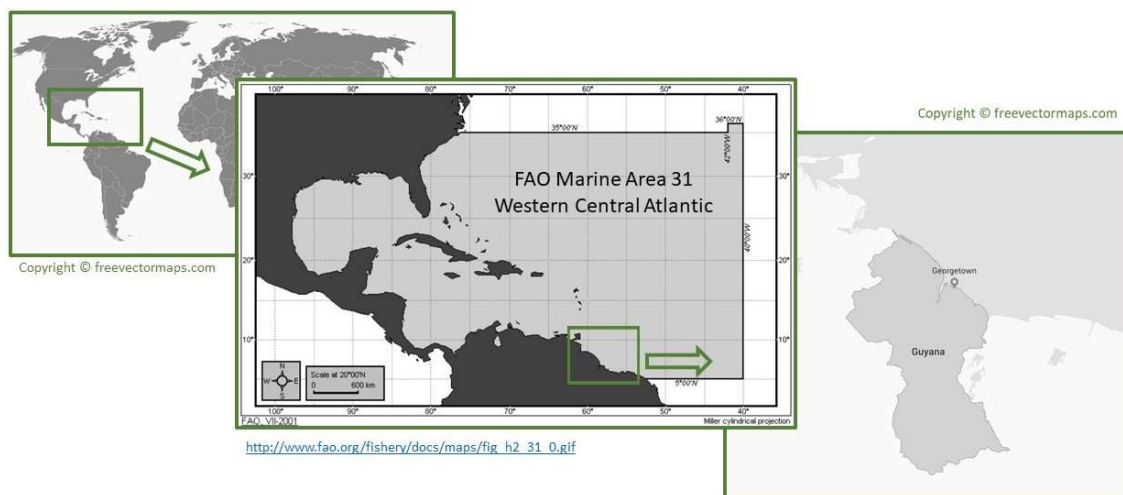 Copyright © freevectormaps.com
100° 90° 80° 70° 60° 50° 40°
36°00'N
35°00'N
42°00'W
30° 30°
FAO Marine Area 31
Western Central Atlantic
40°00'W
20° 20°
10° 10°
N
W E
S
Scale at 20°00'N
0 600 km
5°00'N
100° 90° 80° 70° 60° 50° 40°
FAO, VII-2001 Miller cylindrical projection
http://www.fao.org/fishery/docs/maps/fig_h2_31_0.gif
Copyright © freevectormaps.com
Georgetown
Guyana